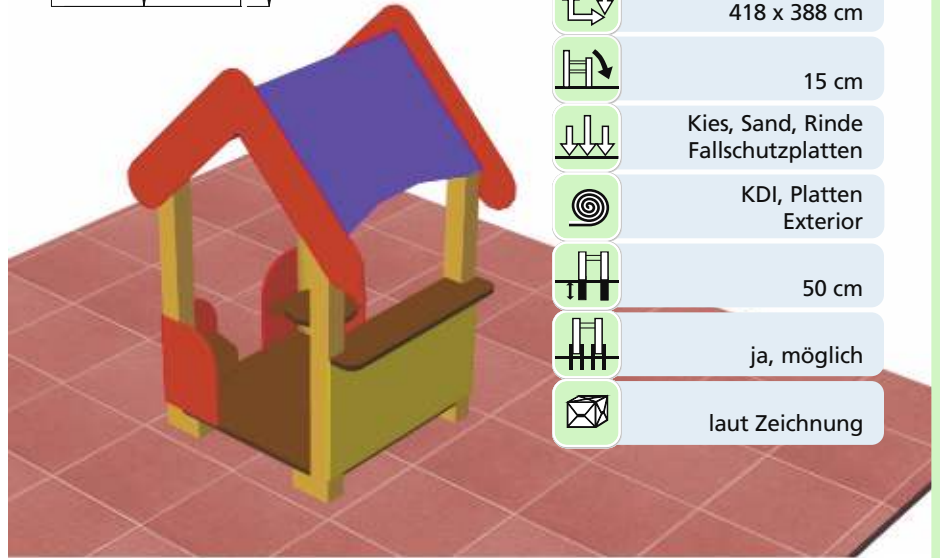 418 x 388 cm
15 cm
Kies, Sand, Rinde
Fallschutzplatten
KDI, Platten
Exterior
50 cm
ja, möglich
laut Zeichnung